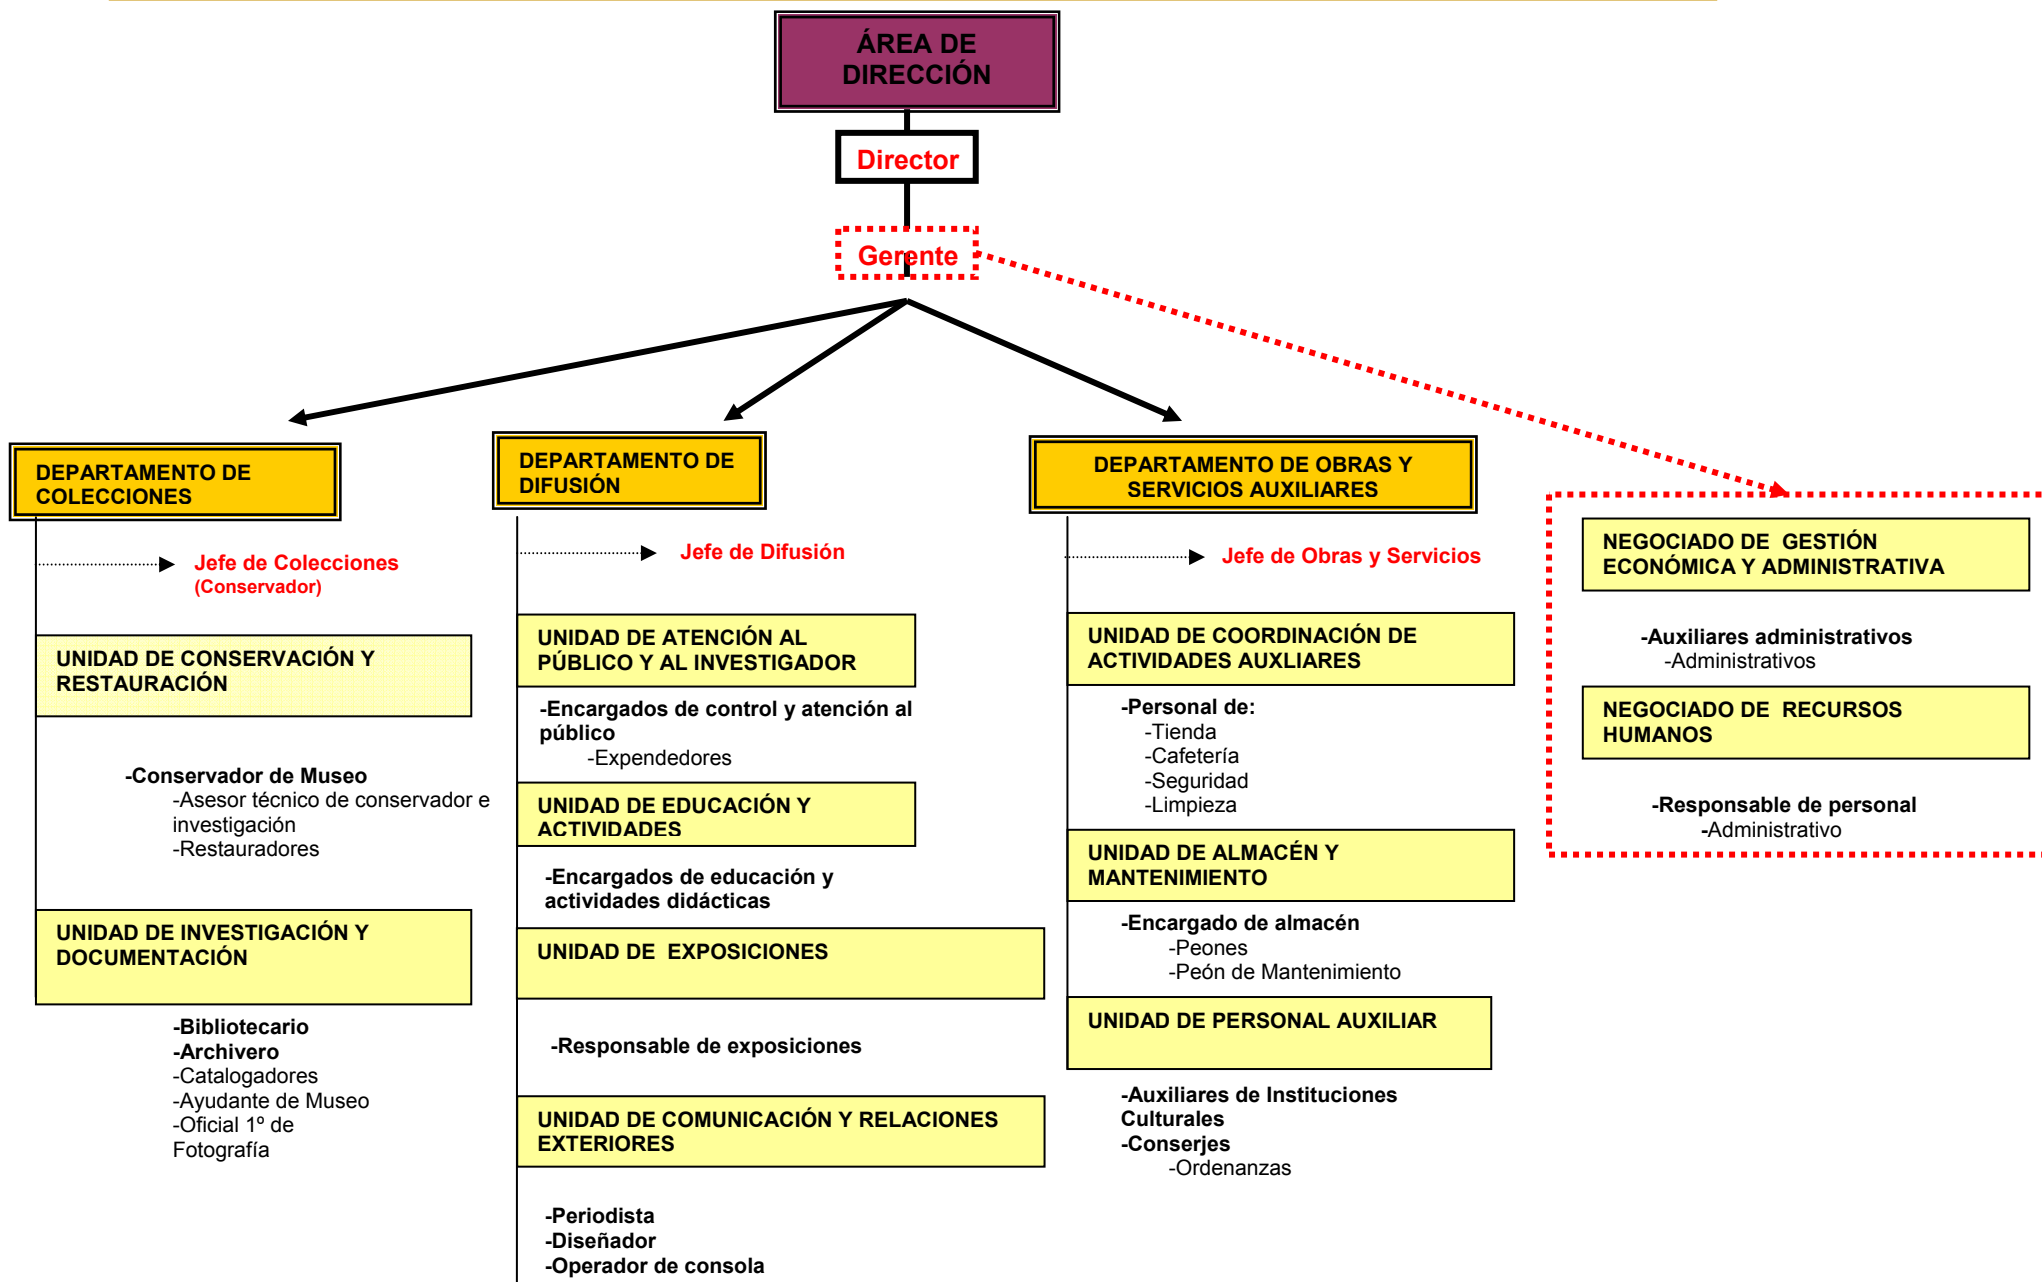 ÁREA DE
DIRECCIÓN
Director
Gerente
DEPARTAMENTO DE
COLECCIONES
Jefe de Colecciones
(Conservador)
UNIDAD DE CONSERVACIÓN Y
RESTAURACIÓN
-Conservador de Museo
-Asesor técnico de conservador e
investigación
-Restauradores
UNIDAD DE INVESTIGACIÓN Y
DOCUMENTACIÓN
-Bibliotecario
-Archivero
-Catalogadores
-Ayudante de Museo
-Oficial 1º de
Fotografía
DEPARTAMENTO DE
DIFUSIÓN
Jefe de Difusión
UNIDAD DE ATENCIÓN AL
PÚBLICO Y AL INVESTIGADOR
-Encargados de control y atención al
público
-Expendedores
UNIDAD DE EDUCACIÓN Y
ACTIVIDADES
-Encargados de educación y
actividades didácticas
UNIDAD DE EXPOSICIONES
-Responsable de exposiciones
UNIDAD DE COMUNICACIÓN Y RELACIONES
EXTERIORES
-Periodista
-Diseñador
-Operador de consola
DEPARTAMENTO DE OBRAS Y
SERVICIOS AUXILIARES
Jefe de Obras y Servicios
UNIDAD DE COORDINACIÓN DE
ACTIVIDADES AUXLIARES
-Personal de:
-Tienda
-Cafetería
-Seguridad
-Limpieza
UNIDAD DE ALMACÉN Y
MANTENIMIENTO
-Encargado de almacén
-Peones
-Peón de Mantenimiento
UNIDAD DE PERSONAL AUXILIAR
-Auxiliares de Instituciones
Culturales
-Conserjes
-Ordenanzas
NEGOCIADO DE GESTIÓN
ECONÓMICA Y ADMINISTRATIVA
-Auxiliares administrativos
-Administrativos
NEGOCIADO DE RECURSOS
HUMANOS
-Responsable de personal
-Administrativo